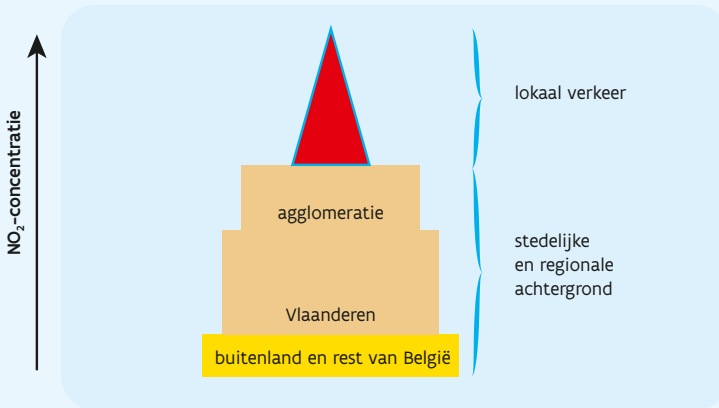 NO₂-concentratie
lokaal verkeer
agglomeratie
stedelijke
en regionale
achtergrond
Vlaanderen
buitenland en rest van België